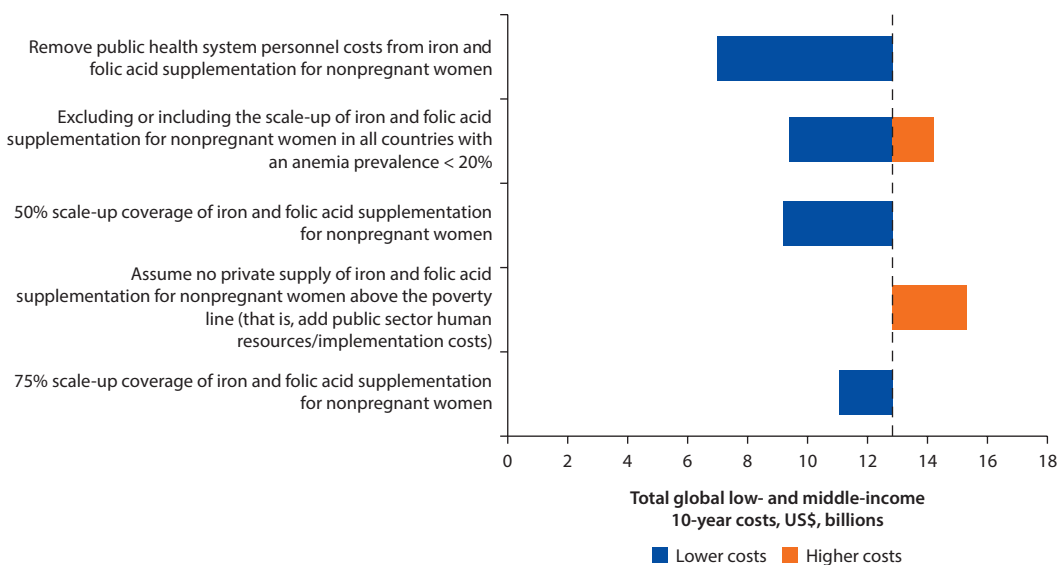 Remove public health system personnel costs from iron and
folic acid supplementation for nonpregnant women
Excluding or including the scale-up of iron and folic acid
supplementation for nonpregnant women in all countries with
an anemia prevalence < 20%
50% scale-up coverage of iron and folic acid supplementation
for nonpregnant women
Assume no private supply of iron and folic acid
supplementation for nonpregnant women above the poverty
line (that is, add public sector human
resources/implementation costs)
75% scale-up coverage of iron and folic acid supplementation
for nonpregnant women
0 2 4 6 8 10 12 14 16 18
Total global low- and middle-income
10-year costs, US$, billions
Lower costs Higher costs